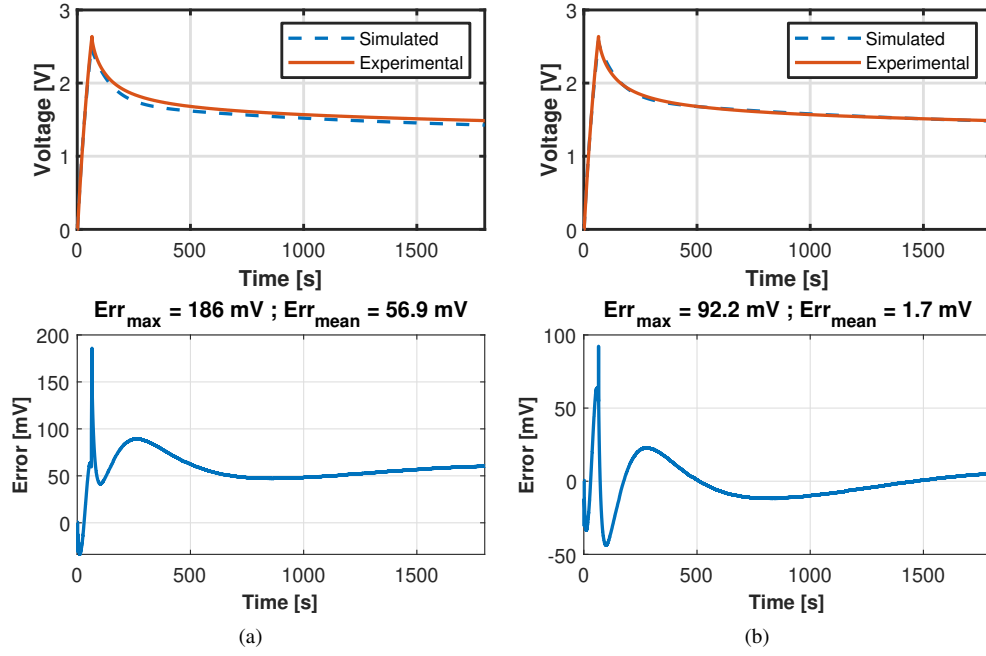 3
2
1
0
Voltage [V]
Simulated
Experimental
0
500
1000
1500
Time [s]
3
2
1
0
Voltage [V]
Simulated
Experimental
0
500
1000
1500
Time [s]
Err_max = 186 mV ; Err_mean = 56.9 mV
200
150
100
50
0
Error [mV]
0
500
1000
1500
Time [s]
(a)
Err_max = 92.2 mV ; Err_mean = 1.7 mV
100
50
0
-50
Error [mV]
0
500
1000
1500
Time [s]
(b)